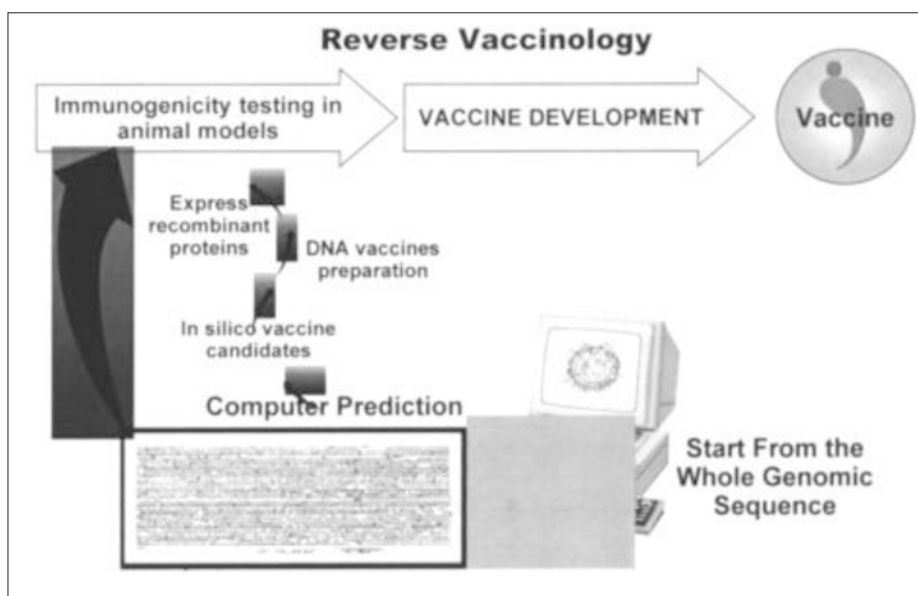 Reverse Vaccinology
Immunogenicity testing in
animal models
VACCINE DEVELOPMENT
Vaccine
Express
recombinant
proteins
DNA vaccines
preparation
In silico vaccine
candidates
Computer Prediction
Start From the
Whole Genomic
Sequence